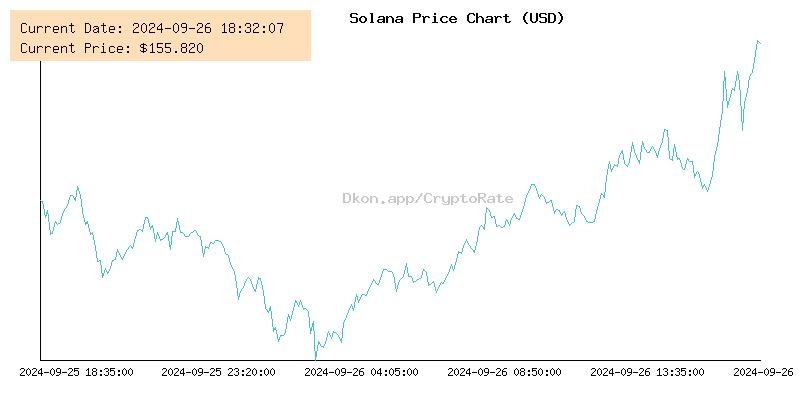 Solana Price Chart (USD)
Current Date: 2024-09-26 18:32:07
Current Price: $155.820
Dkon.app/CryptoRate
2024-09-25 18:35:00 2024-09-25 23:20:00 2024-09-26 04:05:00 2024-09-26 08:50:00 2024-09-26 13:35:00 2024-09-26